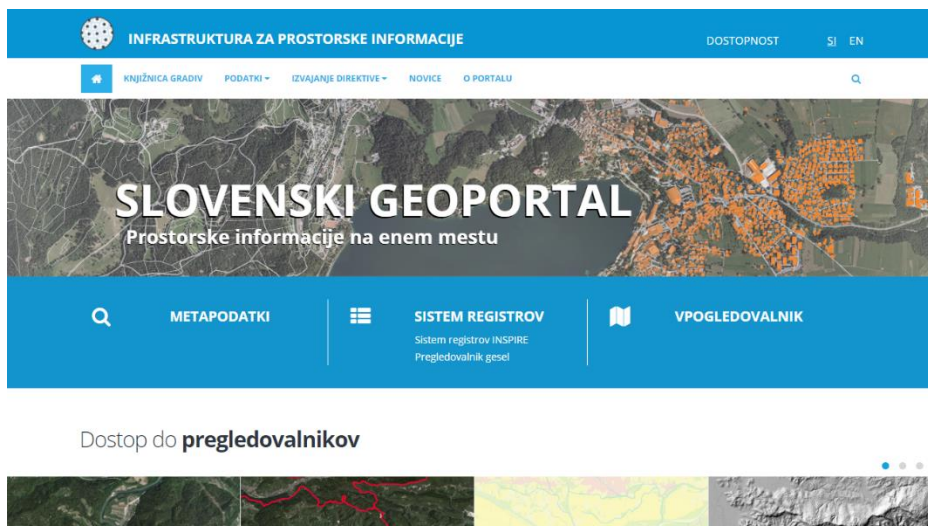 INFRASTRUKTURA ZA PROSTORSKE INFORMACIJE
DOSTOPNOST
SI EN
KNJIŽNICA GRADIV PODATKI IZVAJANJE DIREKTIVE NOVICE O PORTALU
SLOVENSKI GEOPORTAL
Prostorske informacije na enem mestu
METAPODATKI
SISTEM REGISTROV
Sistem registrov INSPIRE
Pregledovalnik gesel
VPOGLEDOVALNIK
Dostop do pregledovalnikov